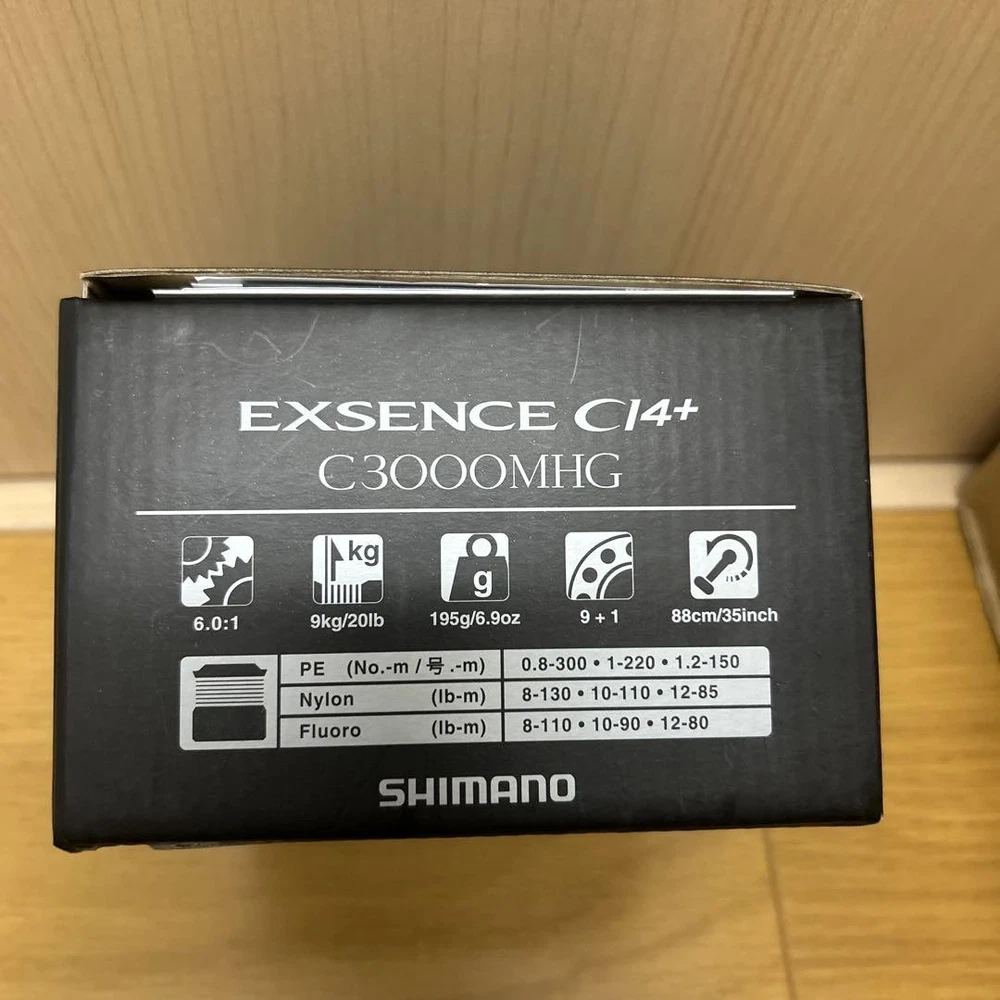 EXSENCE CI4+
C3000MHG
kg
g
6.0:1 9kg/20lb 195g/6.9oz 9+1 88cm/35inch
PE (No.-m / 号.-m) 0.8-300 • 1-220 • 1.2-150
Nylon (lb-m) 8-130 • 10-110 • 12-85
Fluoro (lb-m) 8-110 • 10-90 • 12-80
SHIMANO